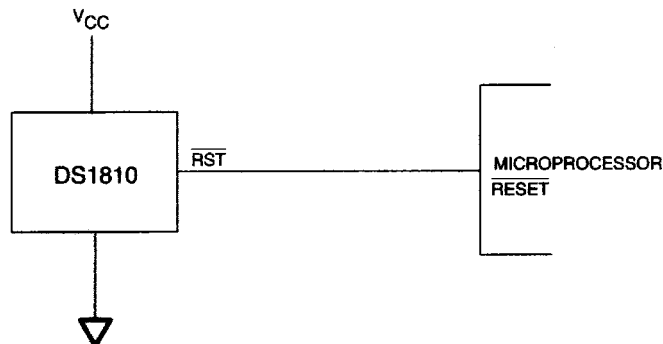 VCC
DS1810
RST
MICROPROCESSOR
RESET